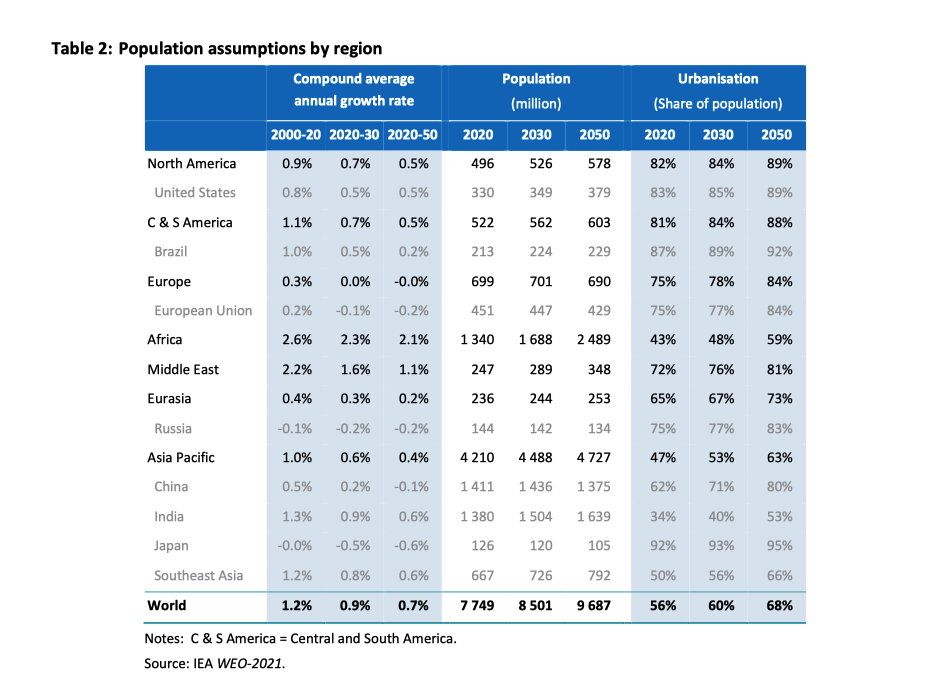 Table 2: Population assumptions by region
Compound average annual growth rate Population (million) Urbanisation (Share of population)
2000-20 2020-30 2020-50 2020 2030 2050 2020 2030 2050
North America 0.9% 0.7% 0.5% 496 526 578 82% 84% 89%
United States 0.8% 0.5% 0.5% 330 349 379 83% 85% 89%
C & S America 1.1% 0.7% 0.5% 522 562 603 81% 84% 88%
Brazil 1.0% 0.5% 0.2% 213 224 229 87% 89% 92%
Europe 0.3% 0.0% -0.0% 699 701 690 75% 78% 84%
European Union 0.2% -0.1% -0.2% 451 447 429 75% 77% 84%
Africa 2.6% 2.3% 2.1% 1 340 1 688 2 489 43% 48% 59%
Middle East 2.2% 1.6% 1.1% 247 289 348 72% 76% 81%
Eurasia 0.4% 0.3% 0.2% 236 244 253 65% 67% 73%
Russia -0.1% -0.2% -0.2% 144 142 134 75% 77% 83%
Asia Pacific 1.0% 0.6% 0.4% 4 210 4 488 4 727 47% 53% 63%
China 0.5% 0.2% -0.1% 1 411 1 436 1 375 62% 71% 80%
India 1.3% 0.9% 0.6% 1 380 1 504 1 639 34% 40% 53%
Japan -0.0% -0.5% -0.6% 126 120 105 92% 93% 95%
Southeast Asia 1.2% 0.8% 0.6% 667 726 792 50% 56% 66%
World 1.2% 0.9% 0.7% 7 749 8 501 9 687 56% 60% 68%
Notes: C & S America = Central and South America.
Source: IEA WEO-2021.